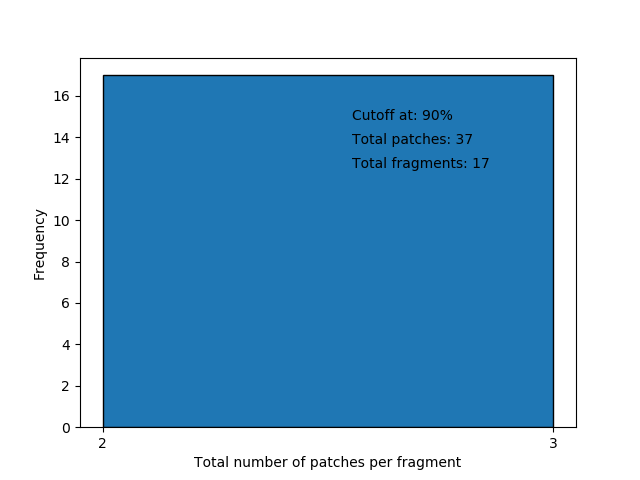 Cutoff at: 90%
Total patches: 37
Total fragments: 17
Frequency
16
14
12
10
8
6
4
2
0
2
3
Total number of patches per fragment